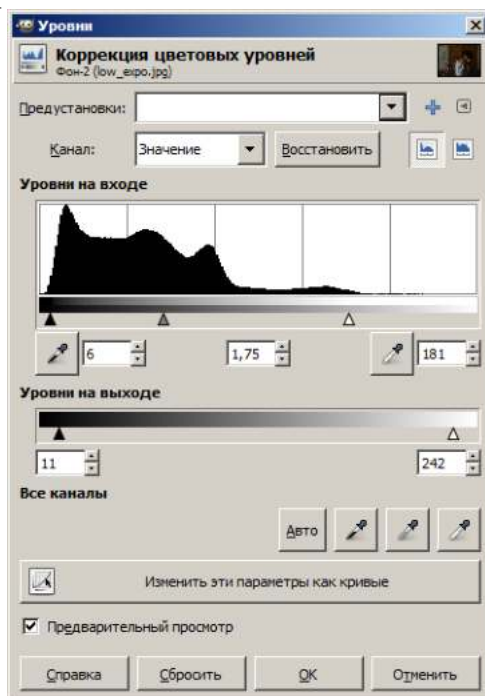 Уровни
Коррекция цветовых уровней
Фон-2 (low_expo.jpg)
Предустановки:
Канал: Значение Восстановить
Уровни на входе
6 1,75 181
Уровни на выходе
11 242
Все каналы
Авто
Изменить эти параметры как кривые
Предварительный просмотр
Справка Сбросить OK Отменить